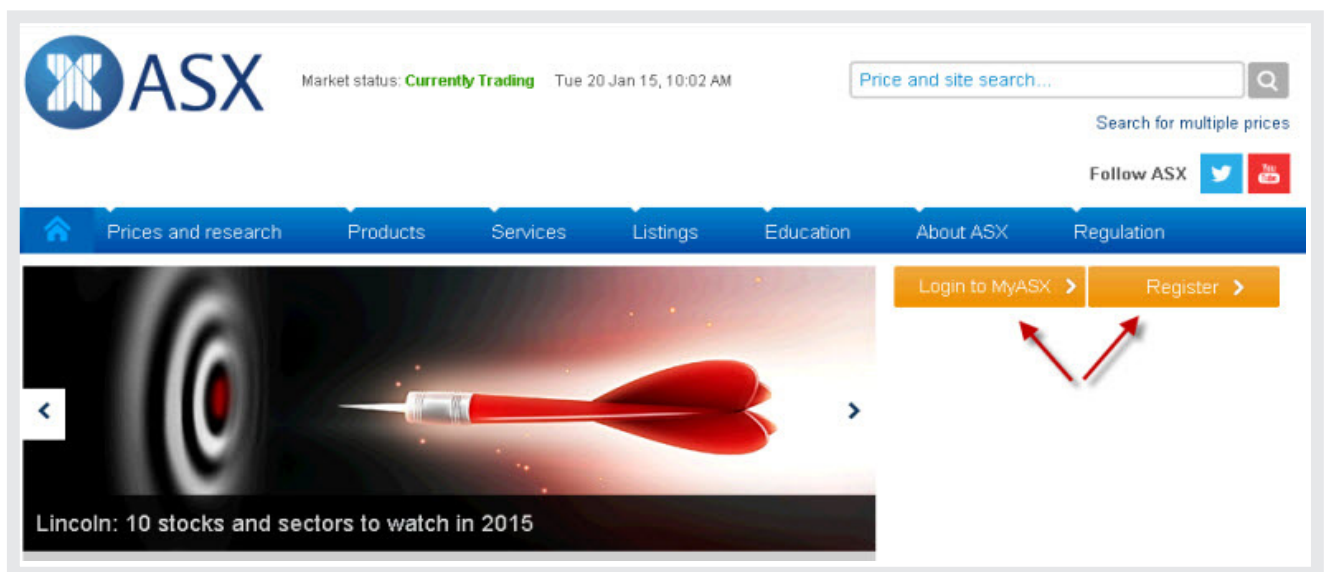 ASX
Market status: Currently Trading Tue 20 Jan 15, 10:02 AM
Price and site search...
Search for multiple prices
Follow ASX
You Tube
Prices and research Products Services Listings Education About ASX Regulation
Login to MyASX Register
Lincoln: 10 stocks and sectors to watch in 2015